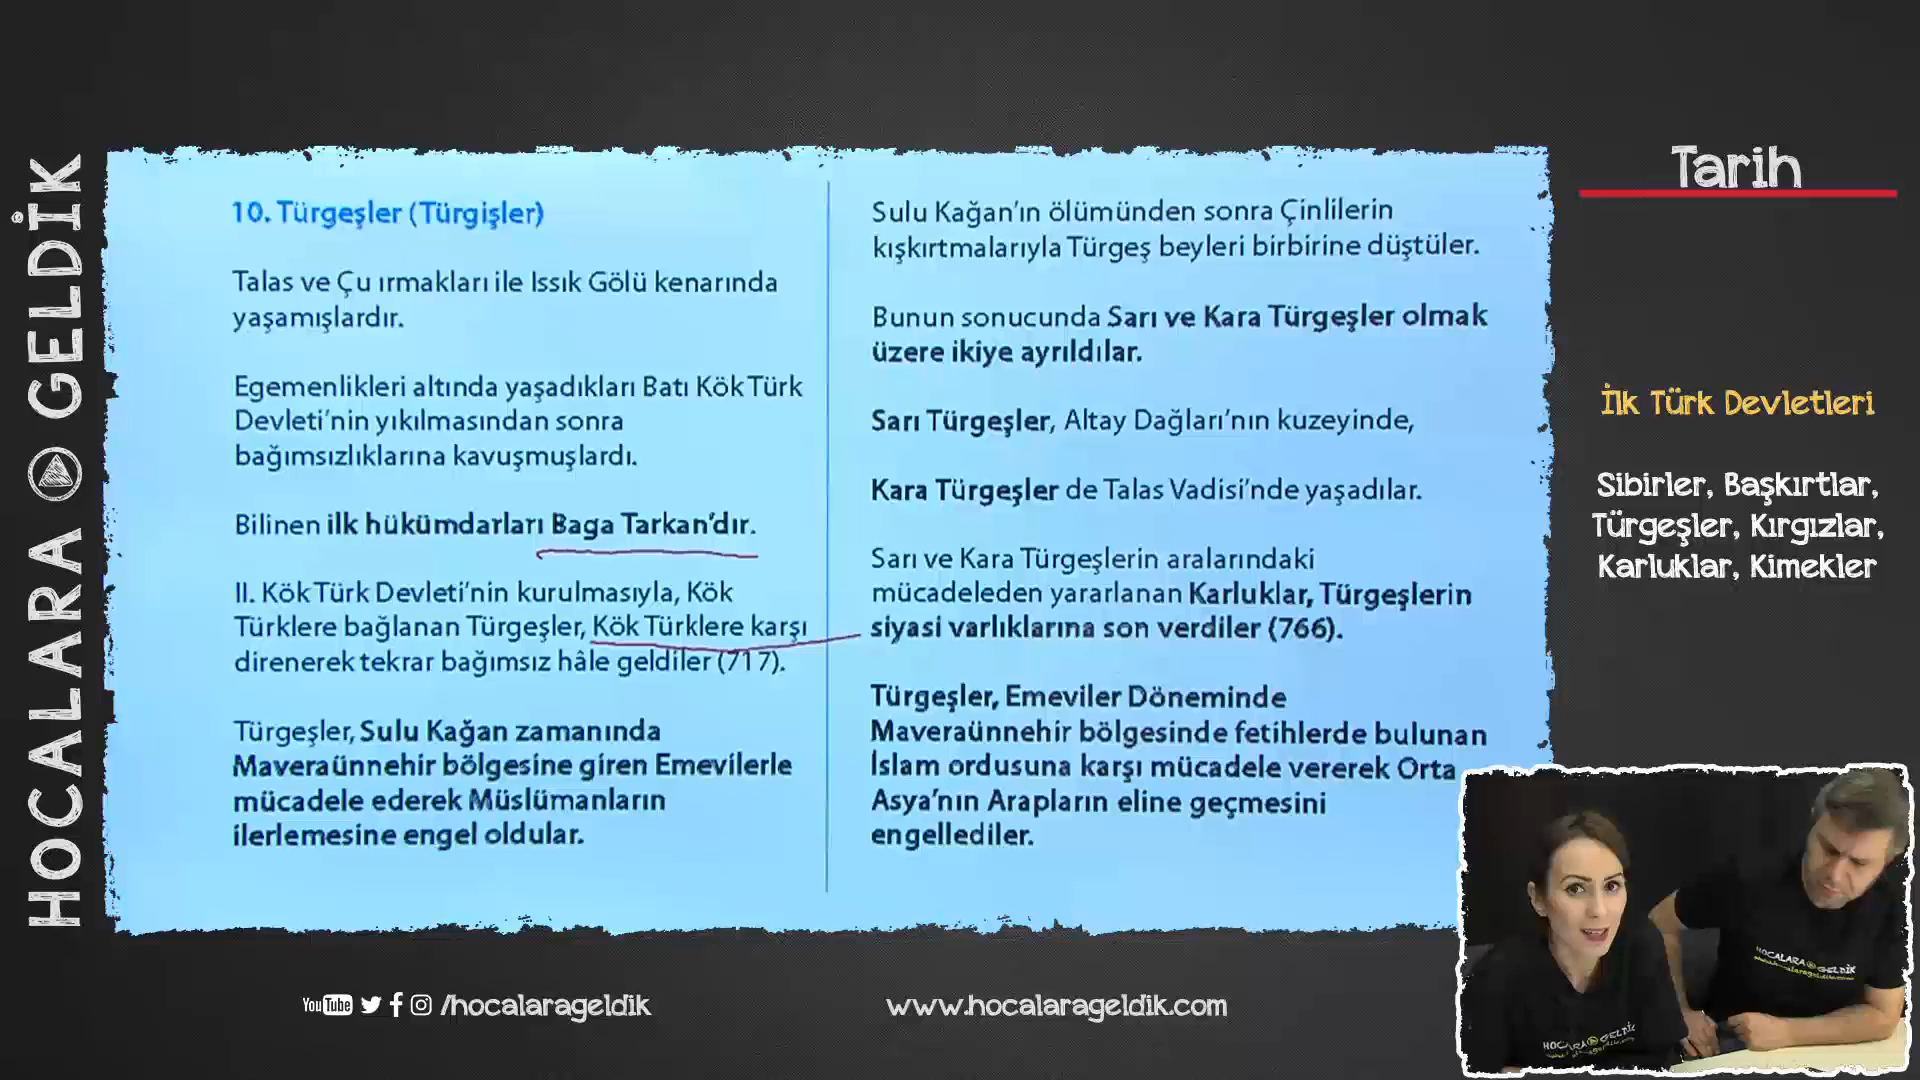 HOCALARA GELDİK
10. Türgeşler (Türgişler)
Talas ve Çu ırmakları ile Issık Gölü kenarında
yaşamışlardır.
Egemenlikleri altında yaşadıkları Batı Kök Türk
Devleti’nin yıkılmasından sonra
bağımsızlıklarına kavuşmuşlardı.
Bilinen ilk hükümdarları Baga Tarkan’dır.
II. Kök Türk Devleti’nin kurulmasıyla, Kök
Türklere bağlanan Türgeşler, Kök Türklere karşı
direnerek tekrar bağımsız hâle geldiler (717).
Türgeşler, Sulu Kağan zamanında
Maveraünnehir bölgesine giren Emevilerle
mücadele ederek Müslümanların
ilerlemesine engel oldular.
Sulu Kağan’ın ölümünden sonra Çinlilerin
kışkırtmalarıyla Türgeş beyleri birbirine düştüler.
Bunun sonucunda Sarı ve Kara Türgeşler olmak
üzere ikiye ayrıldılar.
Sarı Türgeşler, Altay Dağları’nın kuzeyinde,
Kara Türgeşler de Talas Vadisi’nde yaşadılar.
Sarı ve Kara Türgeşlerin aralarındaki
mücadeleden yararlanan Karluklar, Türgeşlerin
siyasi varlıklarına son verdiler (766).
Türgeşler, Emeviler Döneminde
Maveraünnehir bölgesinde fetihlerde bulunan
İslam ordusuna karşı mücadele vererek Orta
Asya’nın Arapların eline geçmesini
engellediler.
Tarih
İlk Türk Devletleri
Sibirler, Başkırtlar,
Türgeşler, Kırgızlar,
Karluklar, Kimekler
YouTube /hocalarageldik
www.hocalarageldik.com
HOCALARA GELDİK
HOCALARA GELDİK